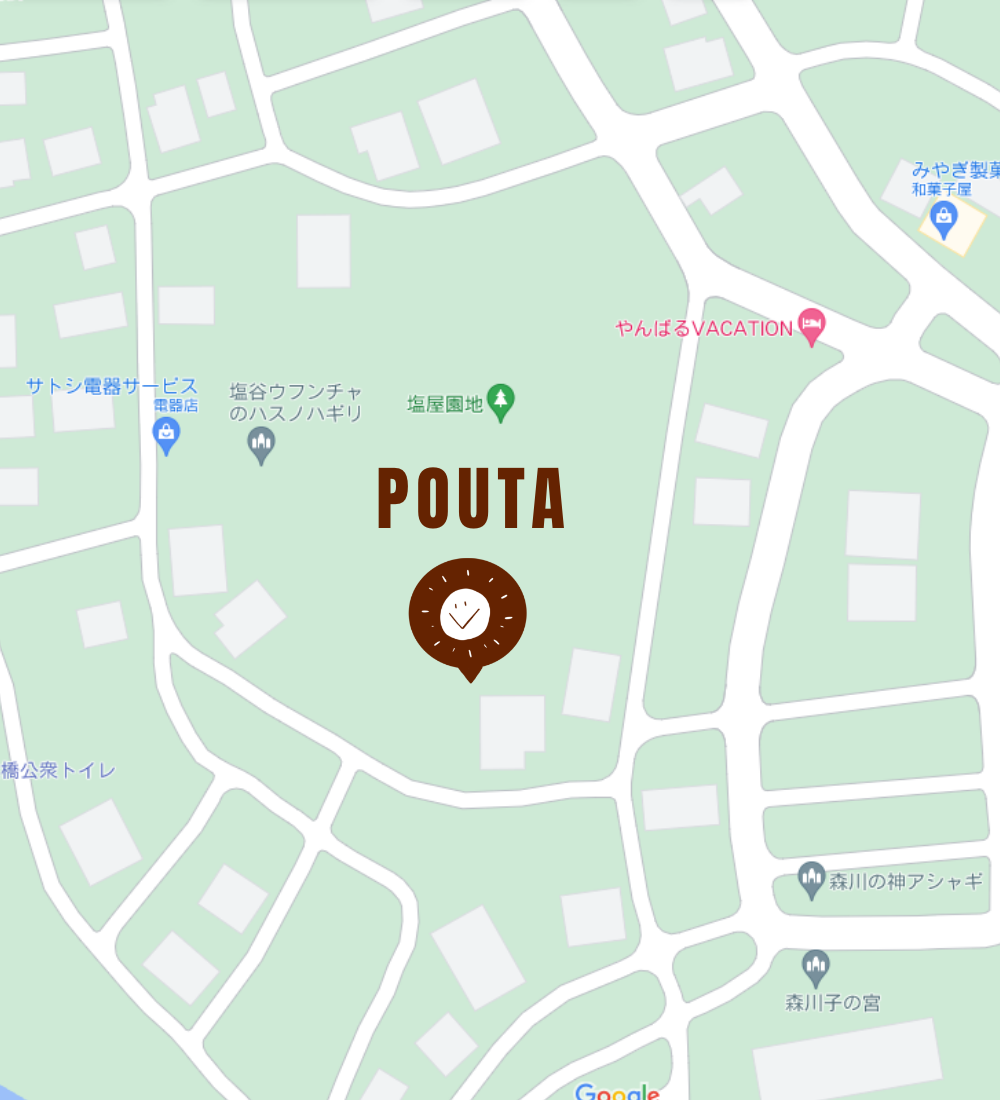 みやぎ製菓
和菓子屋
やんばるVACATION
サトシ電器サービス
電器店
塩谷ウフンチャ
のハスノハギリ
塩屋園地
POUTA
橋公衆トイレ
森川の神アシャギ
森川子の宮
Google